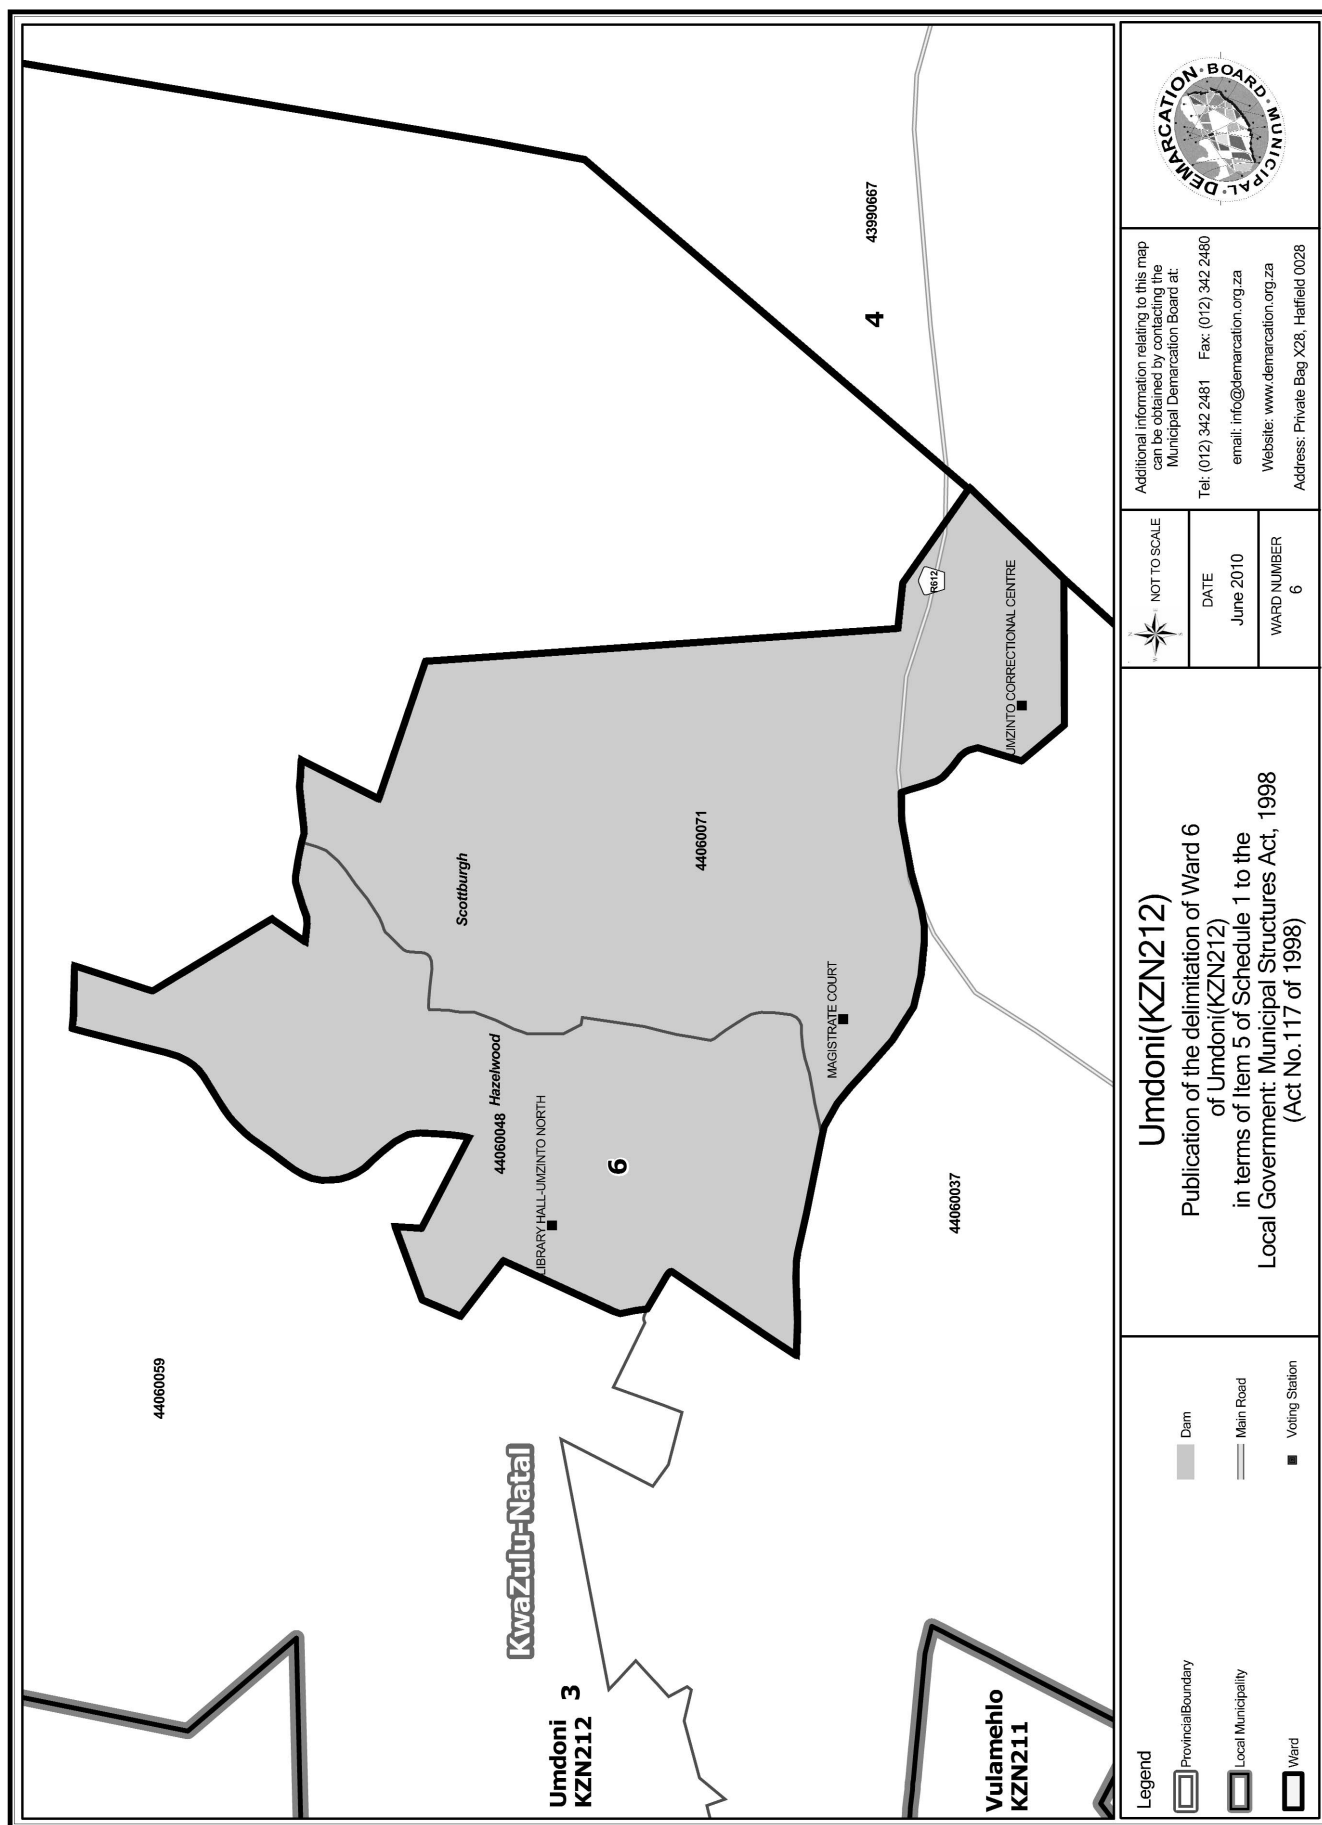 44060059
KwaZulu-Natal
Umdoni 3
KZN212
Vulamehlo
KZN211
44060048 Hazelwood
LIBRARY HALL-UMZINTO NORTH
6
Scottburgh
44060071
MAGISTRATE COURT
44060037
R612
UMZINTO CORRECTIONAL CENTRE
4
43990667
Legend
ProvincialBoundary
Local Municipality
Ward
Dam
Main Road
Voting Station
Umdoni(KZN212)
Publication of the delimitation of Ward 6
of Umdoni(KZN212)
in terms of Item 5 of Schedule 1 to the
Local Government: Municipal Structures Act, 1998
(Act No.117 of 1998)
NOT TO SCALE
DATE
June 2010
WARD NUMBER
6
Additional information relating to this map
can be obtained by contacting the
Municipal Demarcation Board at:
Tel: (012) 342 2481 Fax: (012) 342 2480
email: info@demarcation.org.za
Website: www.demarcation.org.za
Address: Private Bag X28, Hatfield 0028
MUNICIPAL · DEMARCATION · BOARD ·